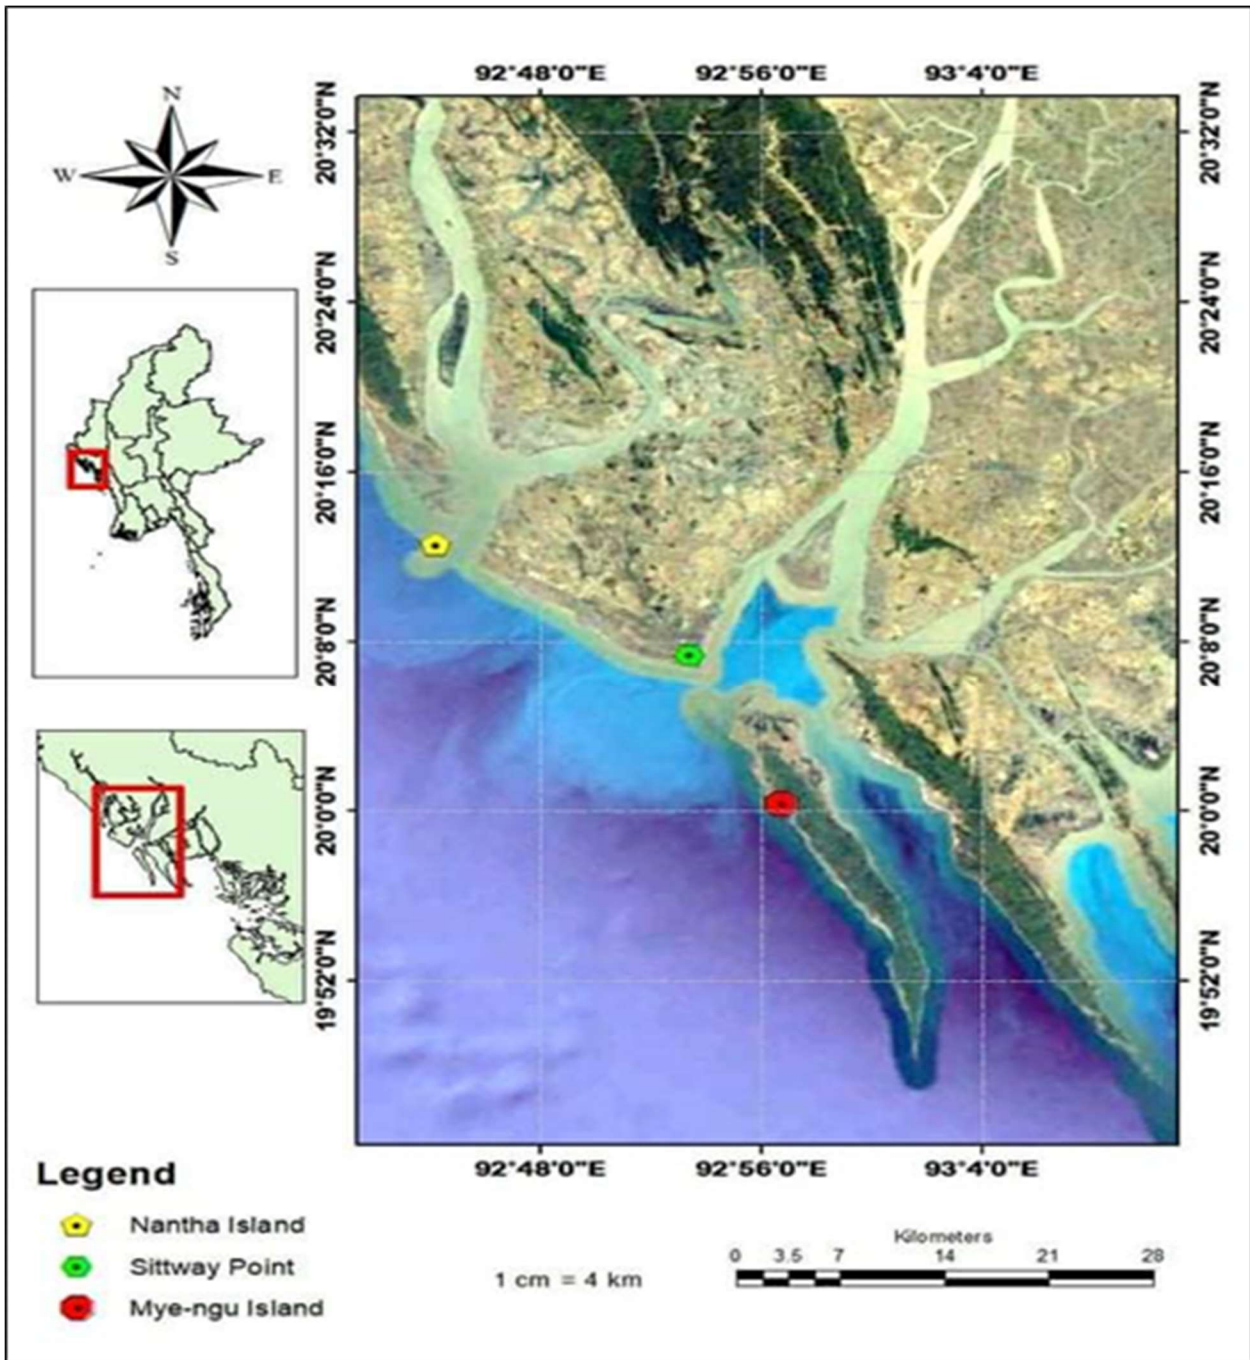 92°48'0"E 92°56'0"E 93°4'0"E
N
W E
S
20°32'0"N 20°32'0"N
20°24'0"N 20°24'0"N
20°16'0"N 20°16'0"N
20°8'0"N 20°8'0"N
20°0'0"N 20°0'0"N
19°52'0"N 19°52'0"N
92°48'0"E 92°56'0"E 93°4'0"E
Legend
Nantha Island
Sittway Point
Mye-ngu Island
1 cm = 4 km
Kilometers
0 3.5 7 14 21 28